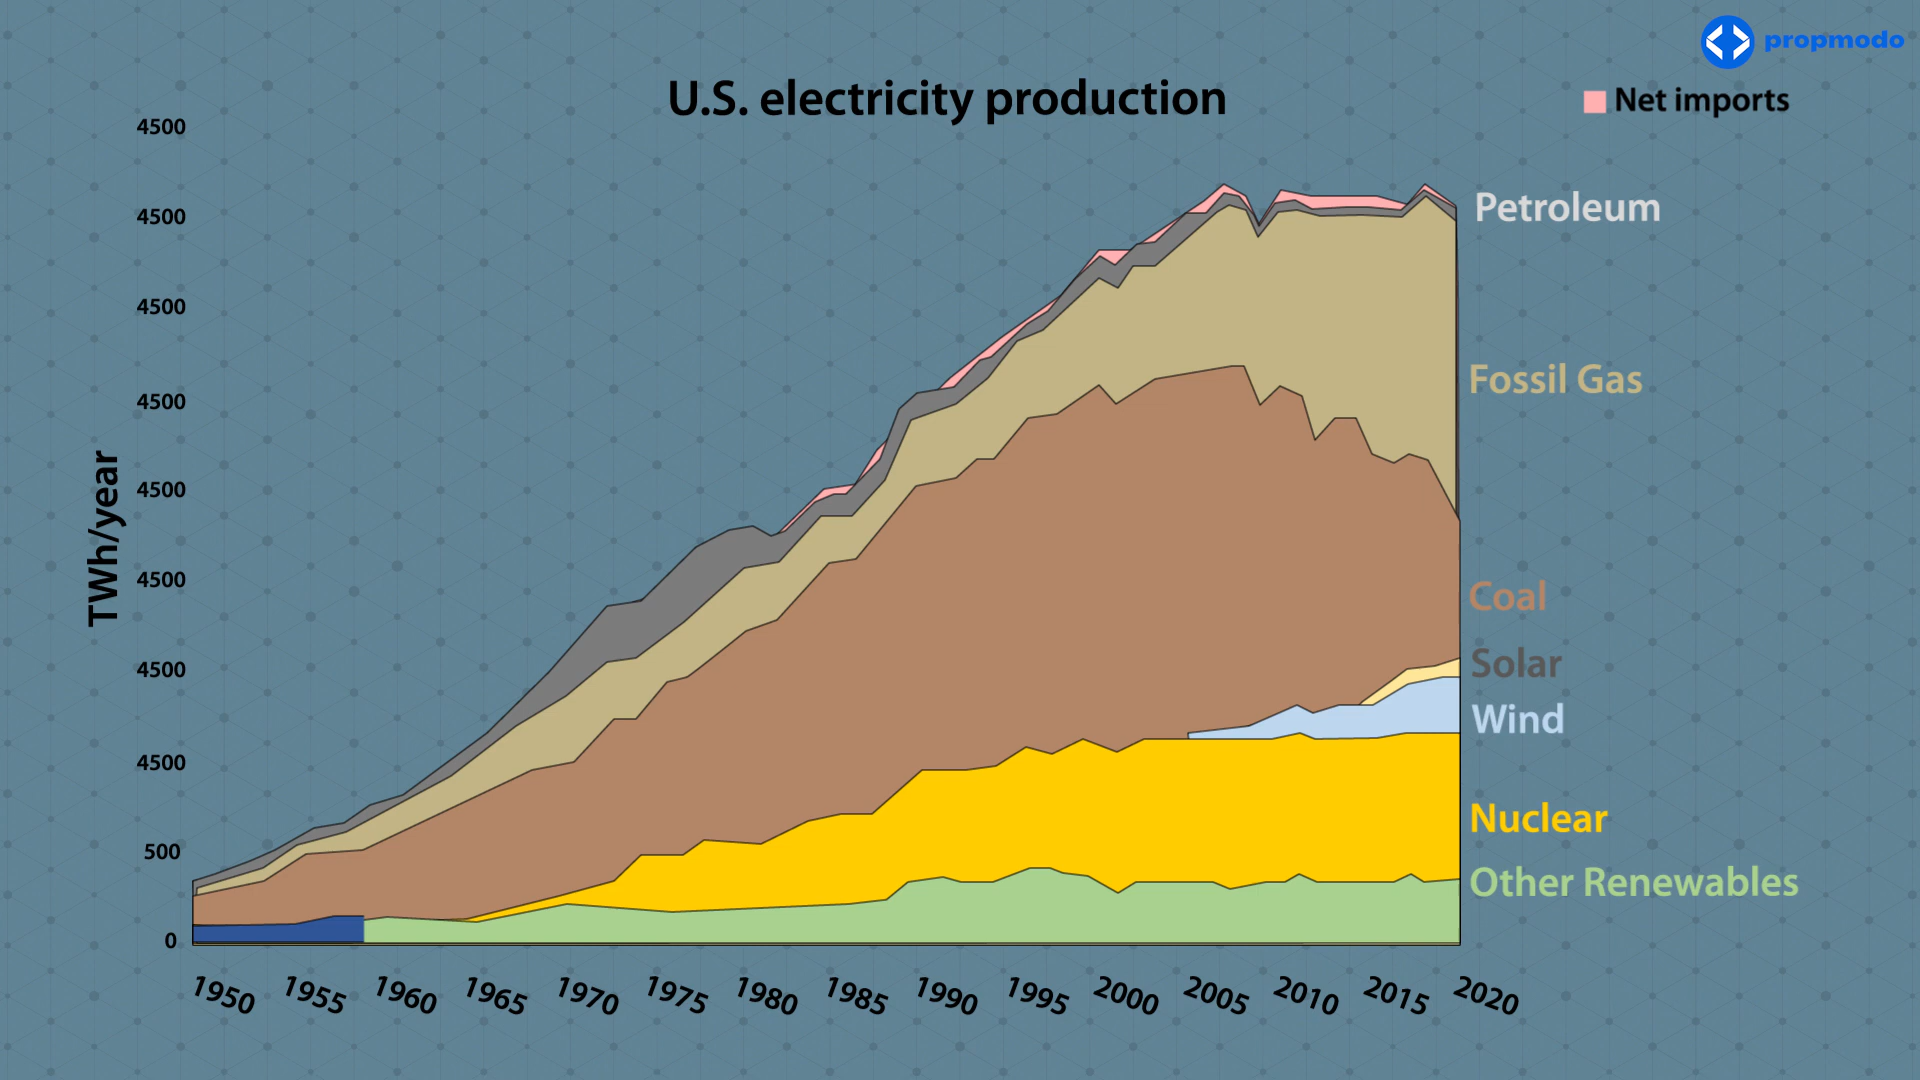 propmodo
U.S. electricity production
Net imports
4500
4500
4500
4500
4500
4500
4500
4500
500
0
TWh/year
Petroleum
Fossil Gas
Coal
Solar
Wind
Nuclear
Other Renewables
1950 1955 1960 1965 1970 1975 1980 1985 1990 1995 2000 2005 2010 2015 2020